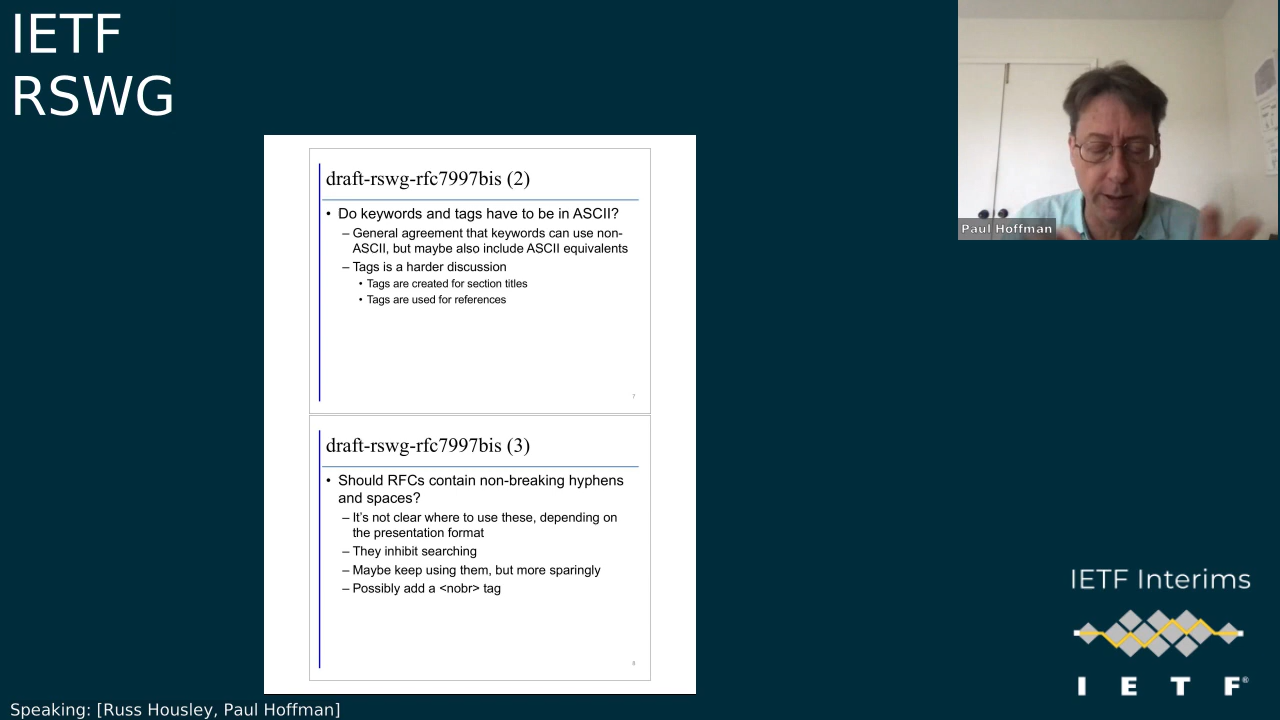 IETF
RSWG
Paul Hoffman
draft-rswg-rfc7997bis (2)
• Do keywords and tags have to be in ASCII?
– General agreement that keywords can use non-
ASCII, but maybe also include ASCII equivalents
– Tags is a harder discussion
• Tags are created for section titles
• Tags are used for references
7
draft-rswg-rfc7997bis (3)
• Should RFCs contain non-breaking hyphens
and spaces?
– It’s not clear where to use these, depending on
the presentation format
– They inhibit searching
– Maybe keep using them, but more sparingly
– Possibly add a <nobr> tag
8
IETF Interims
I E T F®
Speaking: [Russ Housley, Paul Hoffman]